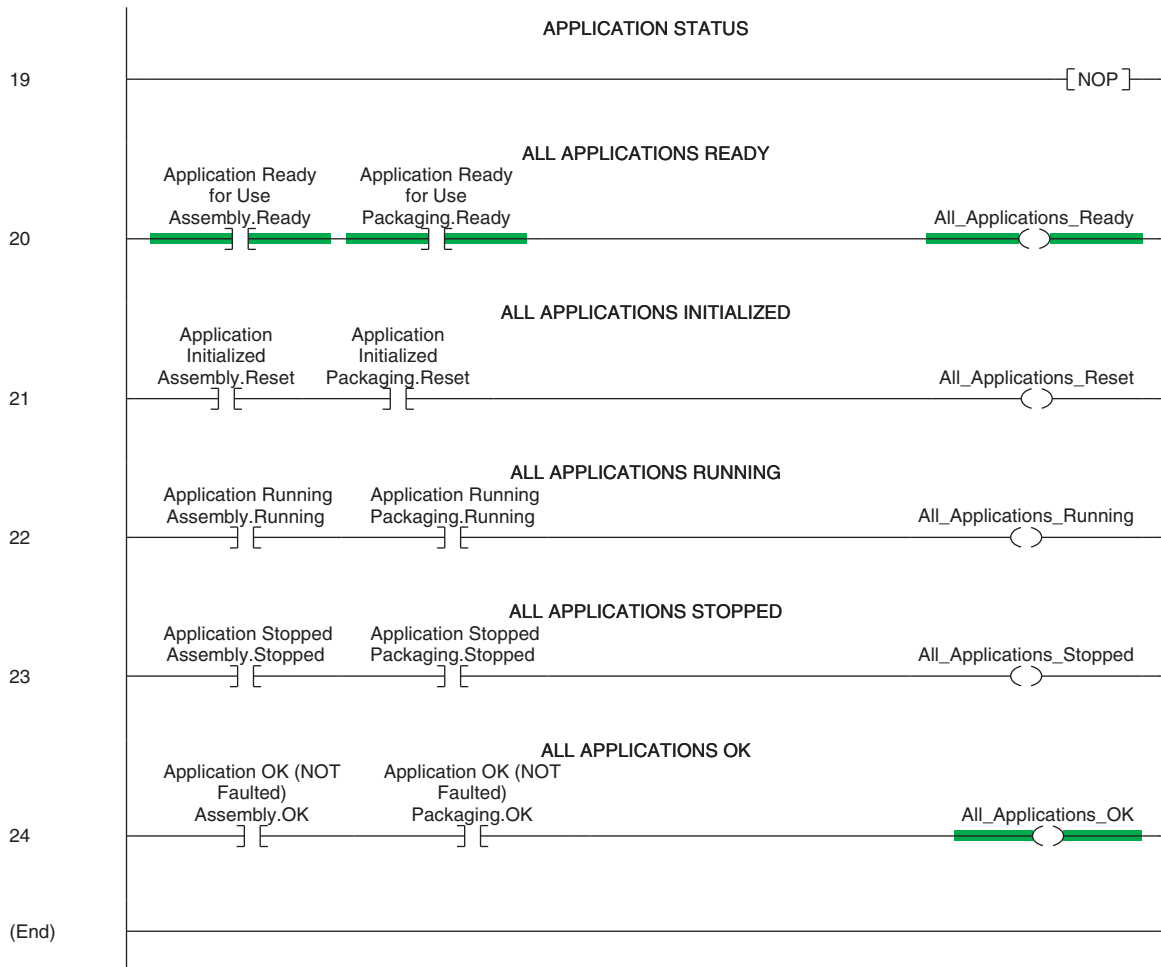 APPLICATION STATUS
19
NOP
ALL APPLICATIONS READY
Application Ready
for Use
Assembly.Ready
Application Ready
for Use
Packaging.Ready
All_Applications_Ready
20
ALL APPLICATIONS INITIALIZED
Application
Initialized
Assembly.Reset
Application
Initialized
Packaging.Reset
All_Applications_Reset
21
ALL APPLICATIONS RUNNING
Application Running
Assembly.Running
Application Running
Packaging.Running
All_Applications_Running
22
ALL APPLICATIONS STOPPED
Application Stopped
Assembly.Stopped
Application Stopped
Packaging.Stopped
All_Applications_Stopped
23
ALL APPLICATIONS OK
Application OK (NOT
Faulted)
Assembly.OK
Application OK (NOT
Faulted)
Packaging.OK
All_Applications_OK
24
(End)